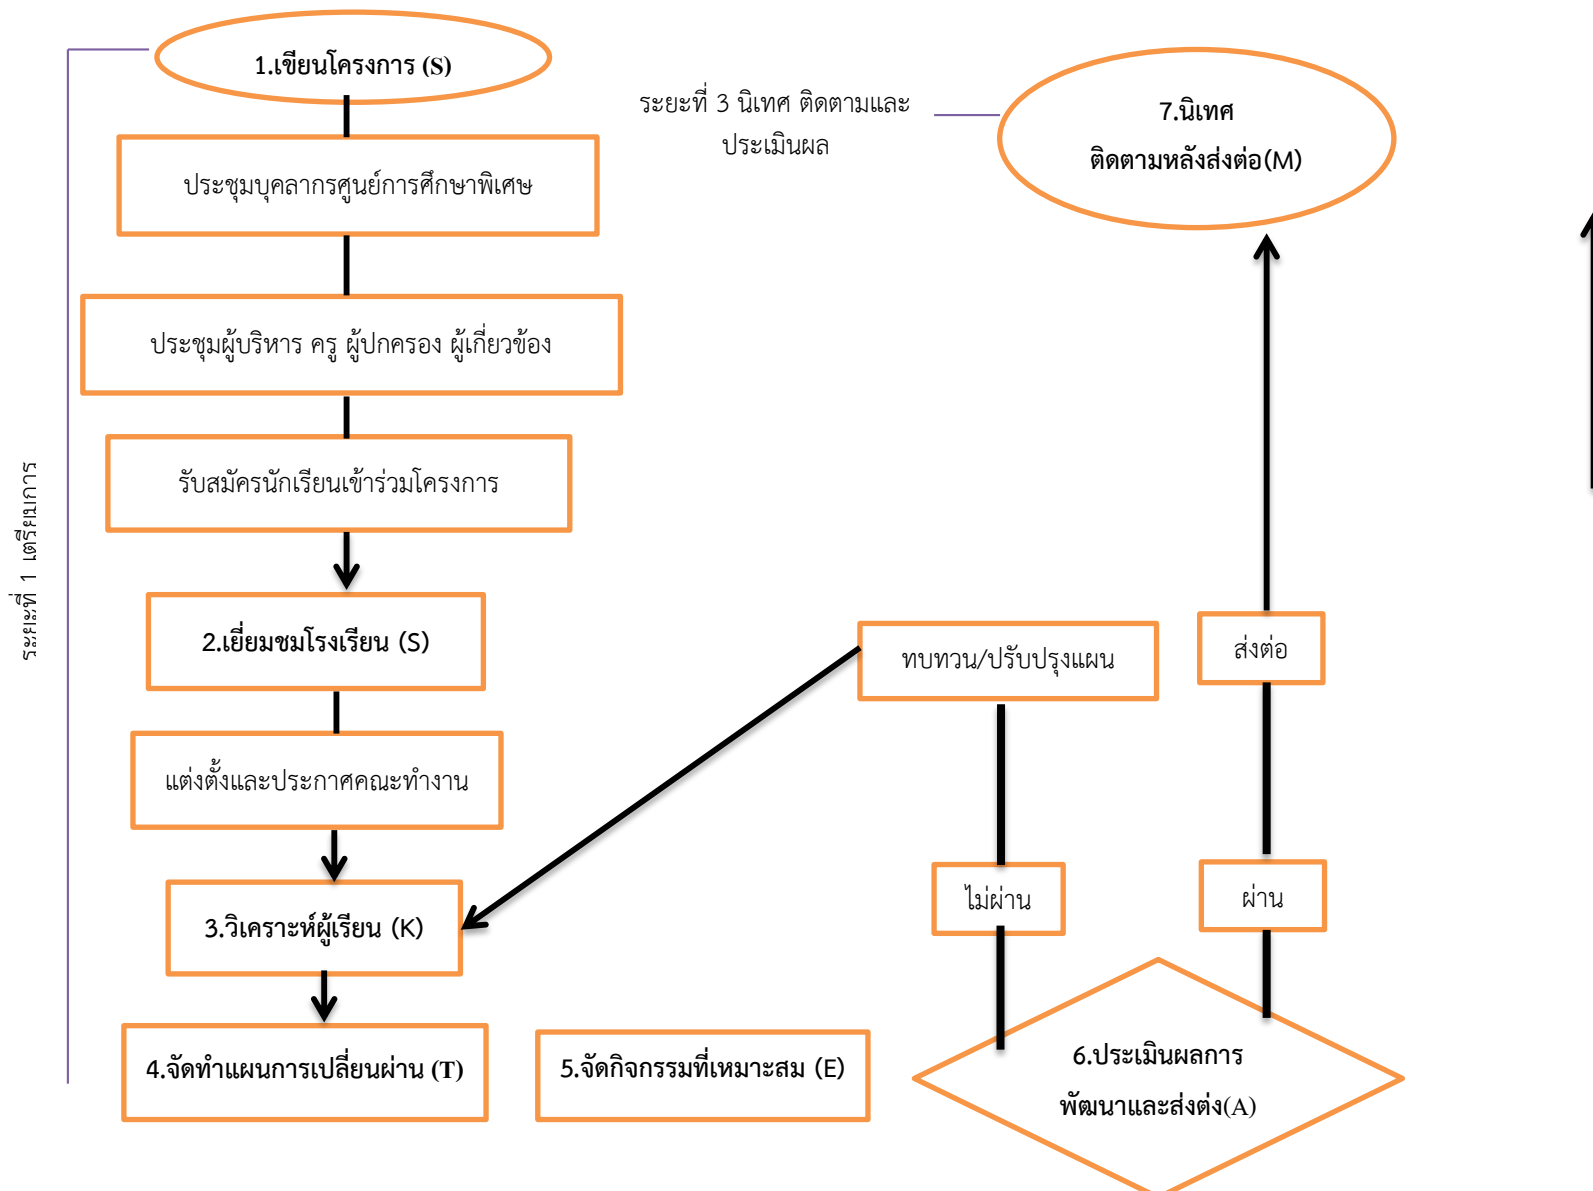 1.เขียนโครงการ (S)
ประชุมบุคลากรศูนย์การศึกษาพิเศษ
ประชุมผู้บริหาร ครู ผู้ปกครอง ผู้เกี่ยวข้อง
รับสมัครนักเรียนเข้าร่วมโครงการ
ระยะที่ 1 เตรียมการ
2.เยี่ยมชมโรงเรียน (S)
แต่งตั้งและประกาศคณะทำงาน
3.วิเคราะห์ผู้เรียน (K)
4.จัดทำแผนการเปลี่ยนผ่าน (T)
5.จัดกิจกรรมที่เหมาะสม (E)
6.ประเมินผลการ
พัฒนาและส่งต่ง(A)
ไม่ผ่าน
ผ่าน
ทบทวน/ปรับปรุงแผน
ส่งต่อ
ระยะที่ 3 นิเทศ ติดตามและ
ประเมินผล
7.นิเทศ
ติดตามหลังส่งต่อ(M)